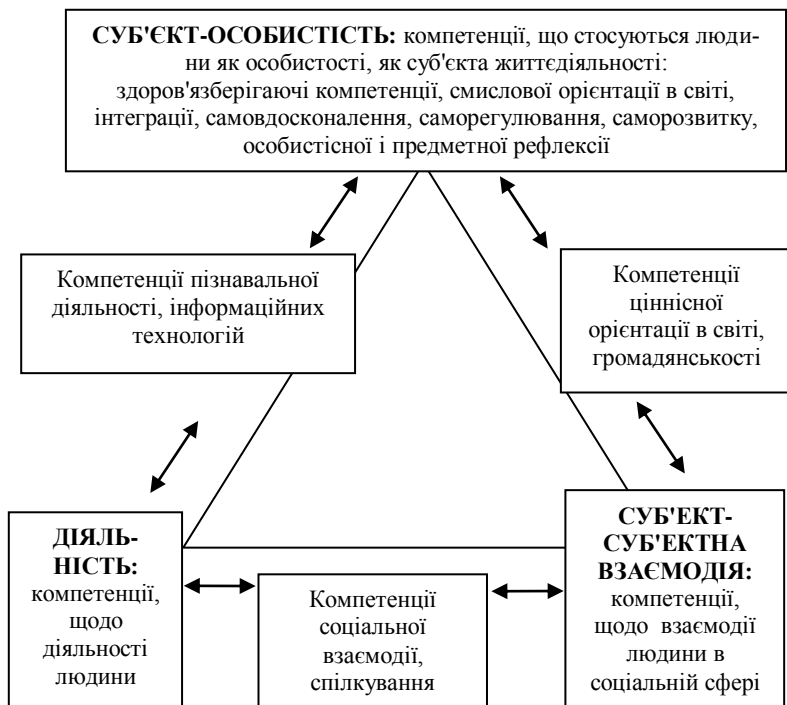 СУБ'ЄКТ-ОСОБИСТІСТЬ: компетенції, що стосуються люди-
ни як особистості, як суб'єкта життєдіяльності:
здоров'язберігаючі компетенції, смислової орієнтації в світі,
інтеграції, самовдосконалення, саморегулювання, саморозвитку,
особистісної і предметної рефлексії
Компетенції пізнавальної
діяльності, інформаційних
технологій
Компетенції
ціннісної
орієнтації в світі,
громадянськості
ДІЯЛЬ-
НІСТЬ:
компетенції,
щодо
діяльності
людини
Компетенції
соціальної
взаємодії,
спілкування
СУБ'ЕКТ-
СУБ'ЕКТНА
ВЗАЄМОДІЯ:
компетенції,
щодо взаємодії
людини в
соціальній сфері